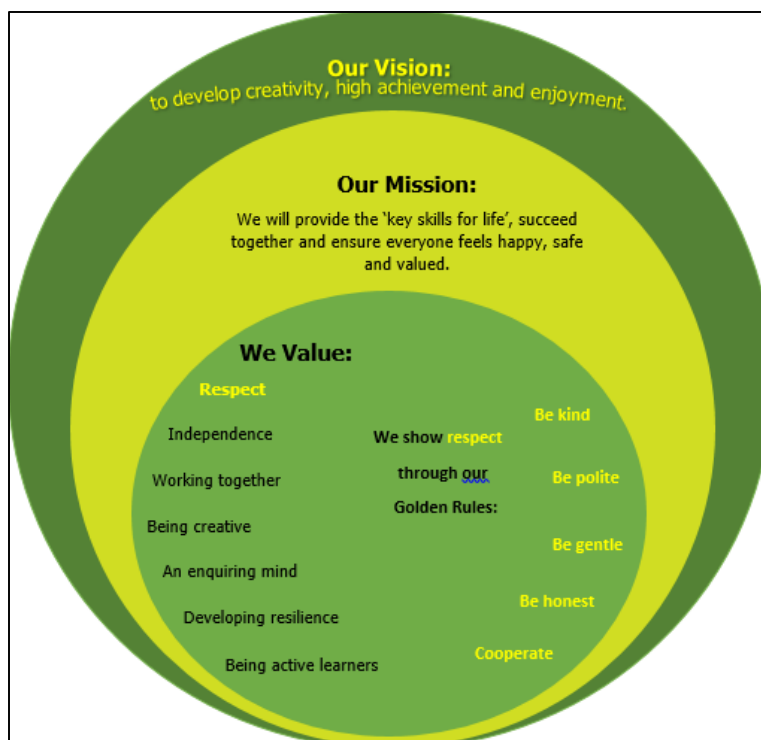 Our Vision:
to develop creativity, high achievement and enjoyment.
Our Mission:
We will provide the ‘key skills for life’, succeed
together and ensure everyone feels happy, safe
and valued.
We Value:
Respect
Independence
Working together
Being creative
An enquiring mind
Developing resilience
Being active learners
We show respect
through our
Golden Rules:
Be kind
Be polite
Be gentle
Be honest
Cooperate